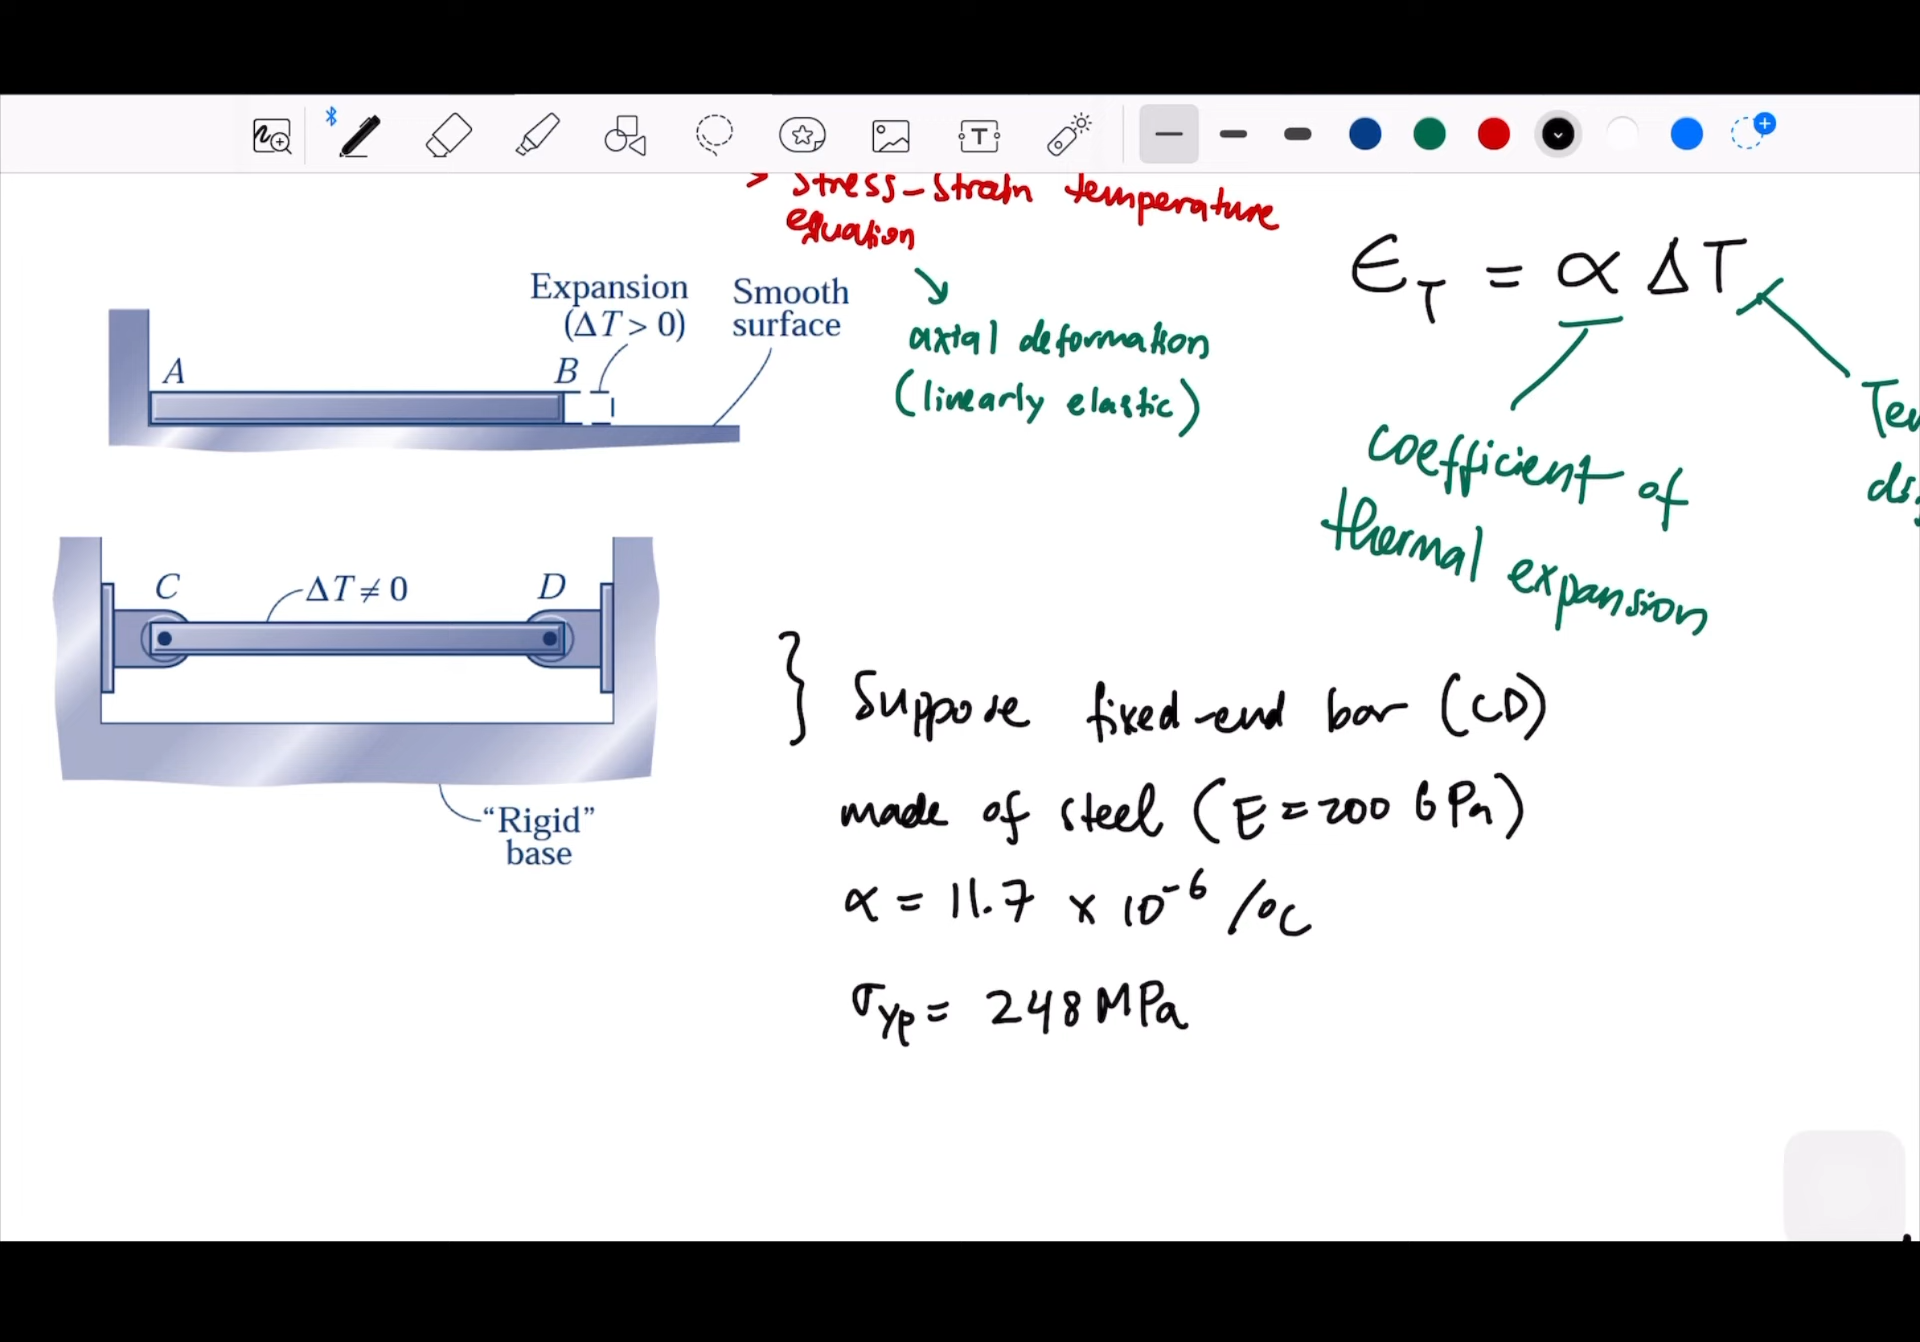 > Stress-Strain temperature
equation
ϵT = α ΔT
Expansion
(ΔT > 0)
Smooth
surface
A
B
axial deformation
(linearly elastic)
coefficient of
thermal expansion
C
ΔT ≠ 0
D
“Rigid”
base
} Suppose fixed-end bar (CD)
made of steel (E = 200 GPa)
α = 11.7 × 10⁻⁶ /°C
σyp = 248 MPa
T